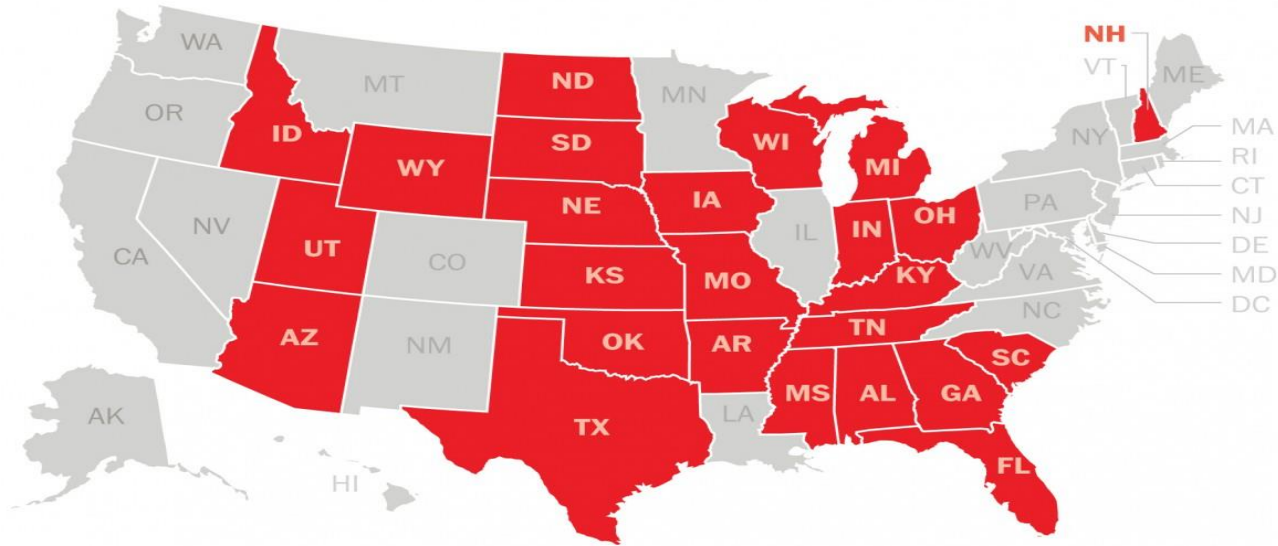 NH
WA
VT
ME
MT
ND
MN
OR
ID
SD
WI
NY
MA
WY
MI
RI
CT
NE
IA
PA
NJ
NV
UT
OH
IN
IL
DE
CA
CO
WV
VA
MD
KS
MO
KY
DC
NC
AZ
NM
OK
AR
TN
SC
MS
AL
GA
AK
LA
TX
FL
HI